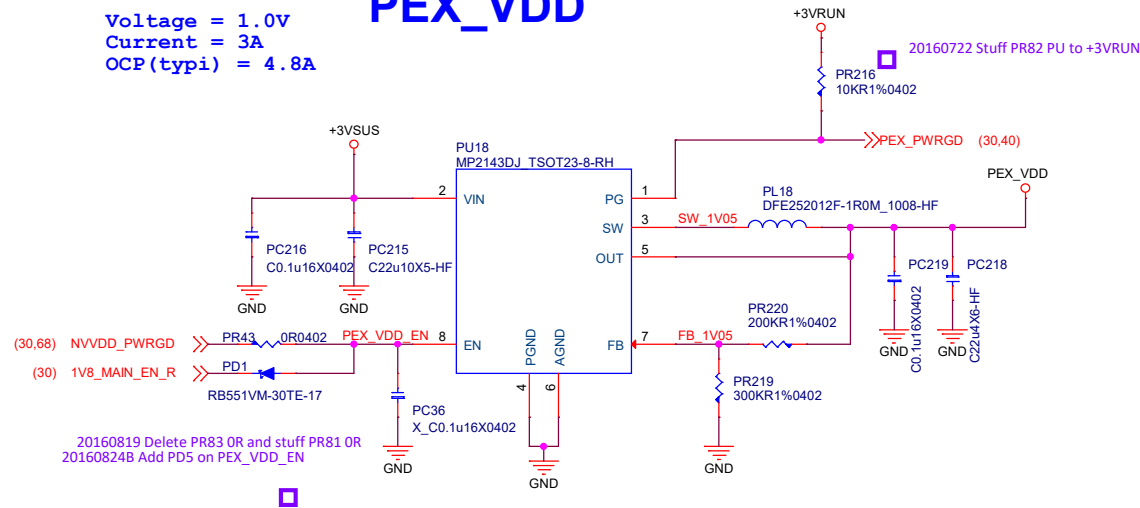 PEX_VDD
Voltage = 1.0V
Current = 3A
OCP(typi) = 4.8A
+3VRUN
20160722 Stuff PR82 PU to +3VRUN
PR216
10KR1%0402
+3VSUS
PU18
MP2143DJ_TSOT23-8-RH
PEX_PWRGD (30,40)
PEX_VDD
2 VIN
PG 1
PL18
DFE252012F-1R0M_1008-HF
SW 3 SW_1V05
OUT 5
PC216
C0.1u16X0402
PC215
C22u10X5-HF
GND
GND
PC219
C0.1u16X0402
PC218
C22u4X6-HF
GND
GND
PR220
200KR1%0402
(30,68) NVVDD_PWRGD
PR43 0R0402
PEX_VDD_EN 8 EN
FB 7 FB_1V05
PGND
AGND
4
6
(30) 1V8_MAIN_EN_R
PD1
RB551VM-30TE-17
PC36
X_C0.1u16X0402
PR219
300KR1%0402
20160819 Delete PR83 0R and stuff PR81 0R
20160824B Add PD5 on PEX_VDD_EN
GND
GND
GND